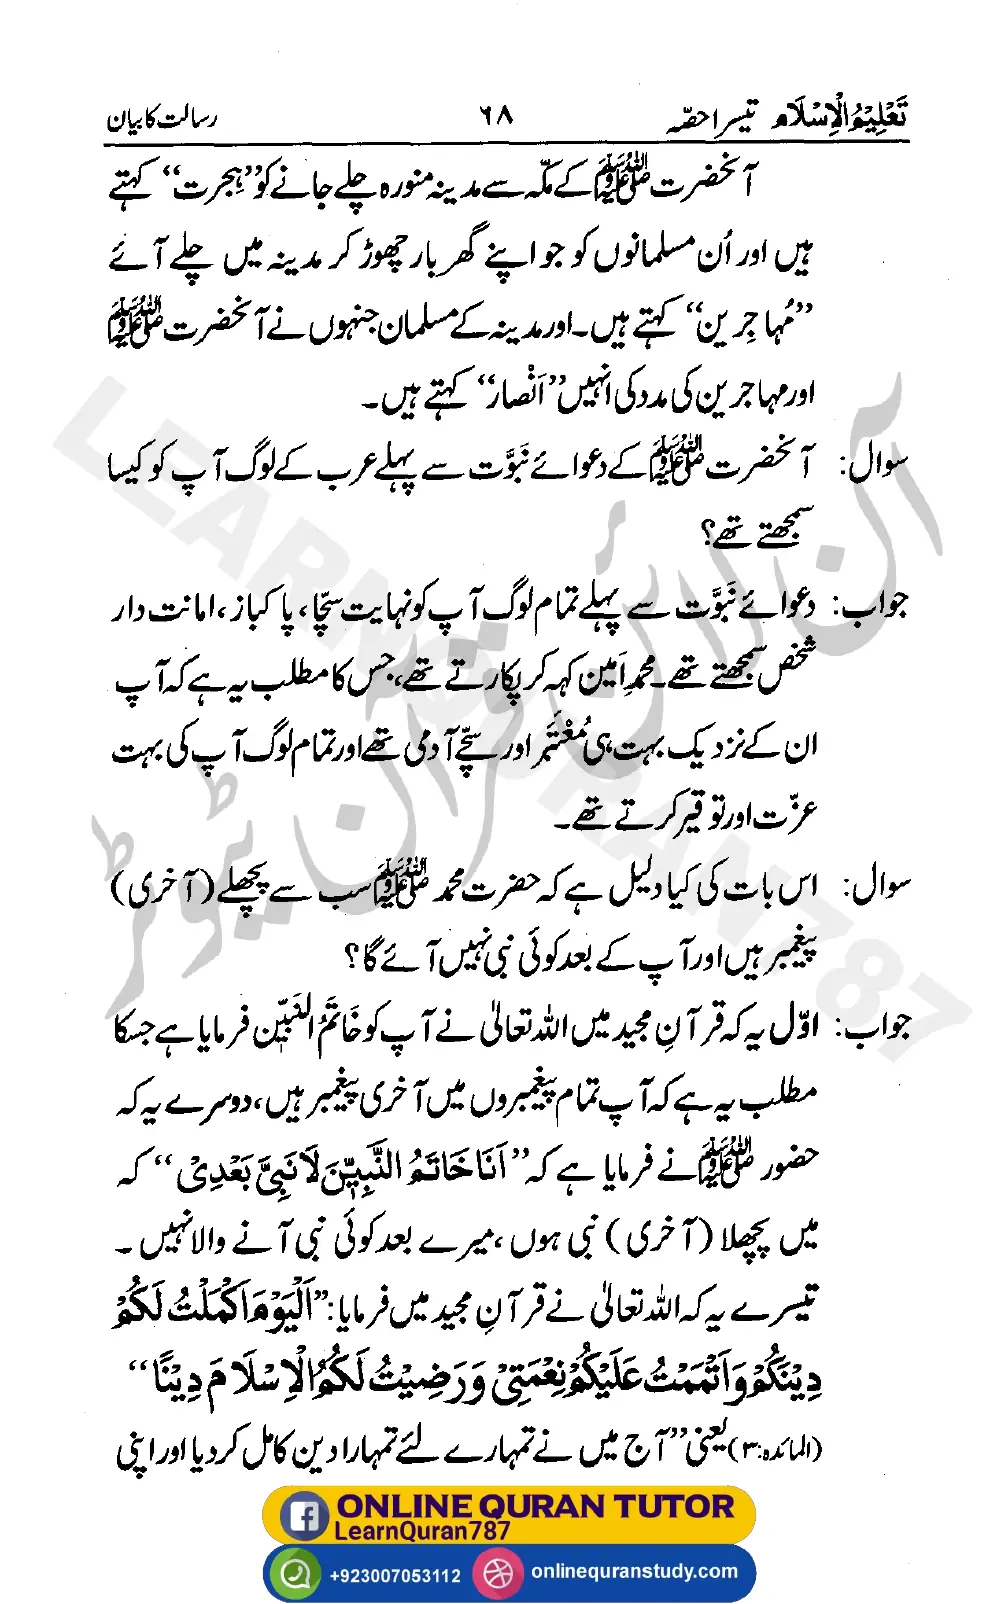 تَعْلِیْمُ الْاِسْلَام تیسرا حصّہ ۶۸ رسالت کا بیان
آنحضرت ﷺ کے مکّہ سے مدینہ منورہ چلے جانے کو ”ہِجرت“ کہتے
ہیں اور اُن مسلمانوں کو جو اپنے گھر بار چھوڑ کر مدینہ میں چلے آئے
”مُہاجِرین“ کہتے ہیں۔ اور مدینہ کے مسلمان جنہوں نے آنحضرت ﷺ
اور مہاجرین کی مدد کی انہیں ”اَنْصار“ کہتے ہیں۔
سوال: آنحضرت ﷺ کے دعوائے نبوَّت سے پہلے عرب کے لوگ آپ کو کیسا
سمجھتے تھے؟
جواب: دعوائے نبوَّت سے پہلے تمام لوگ آپ کو نہایت سچّا، پاکباز، امانت دار
شخص سمجھتے تھے۔ محمد اَمین کہہ کر پکارتے تھے، جس کا مطلب یہ ہے کہ آپ
ان کے نزدیک بہت ہی مُعْتَبَر اور سچّے آدمی تھے اور تمام لوگ آپ کی بہت
عزّت اور توقیر کرتے تھے۔
سوال: اس بات کی کیا دلیل ہے کہ حضرت محمد ﷺ سب سے پچھلے (آخری)
پیغمبر ہیں اور آپ کے بعد کوئی نبی نہیں آئے گا؟
جواب: اوّل یہ کہ قرآنِ مجید میں اللہ تعالیٰ نے آپ کو خَاتَمُ النَّبِیّٖن فرمایا ہے جسکا
مطلب یہ ہے کہ آپ تمام پیغمبروں میں آخری پیغمبر ہیں، دوسرے یہ کہ
حضور ﷺ نے فرمایا ہے کہ ”اَنَا خَاتَمُ النَّبِیّٖنَ لَا نَبِیَّ بَعْدِیْ“ کہ
میں پچھلا (آخری) نبی ہوں، میرے بعد کوئی نبی آنے والا نہیں۔
تیسرے یہ کہ اللہ تعالیٰ نے قرآنِ مجید میں فرمایا: ”اَلْیَوْمَ اَکْمَلْتُ لَکُمْ
دِیْنَکُمْ وَاَتْمَمْتُ عَلَیْکُمْ نِعْمَتِیْ وَرَضِیْتُ لَکُمُ الْاِسْلَامَ دِیْنًا“
(المائدہ:۳) یعنی ”آج میں نے تمہارے لئے تمہارا دین کامل کر دیا اور اپنی
LEARNQURAN787
آن لائن قرآن ٹیوٹر
ONLINE QURAN TUTOR
LearnQuran787
+923007053112 onlinequranstudy.com